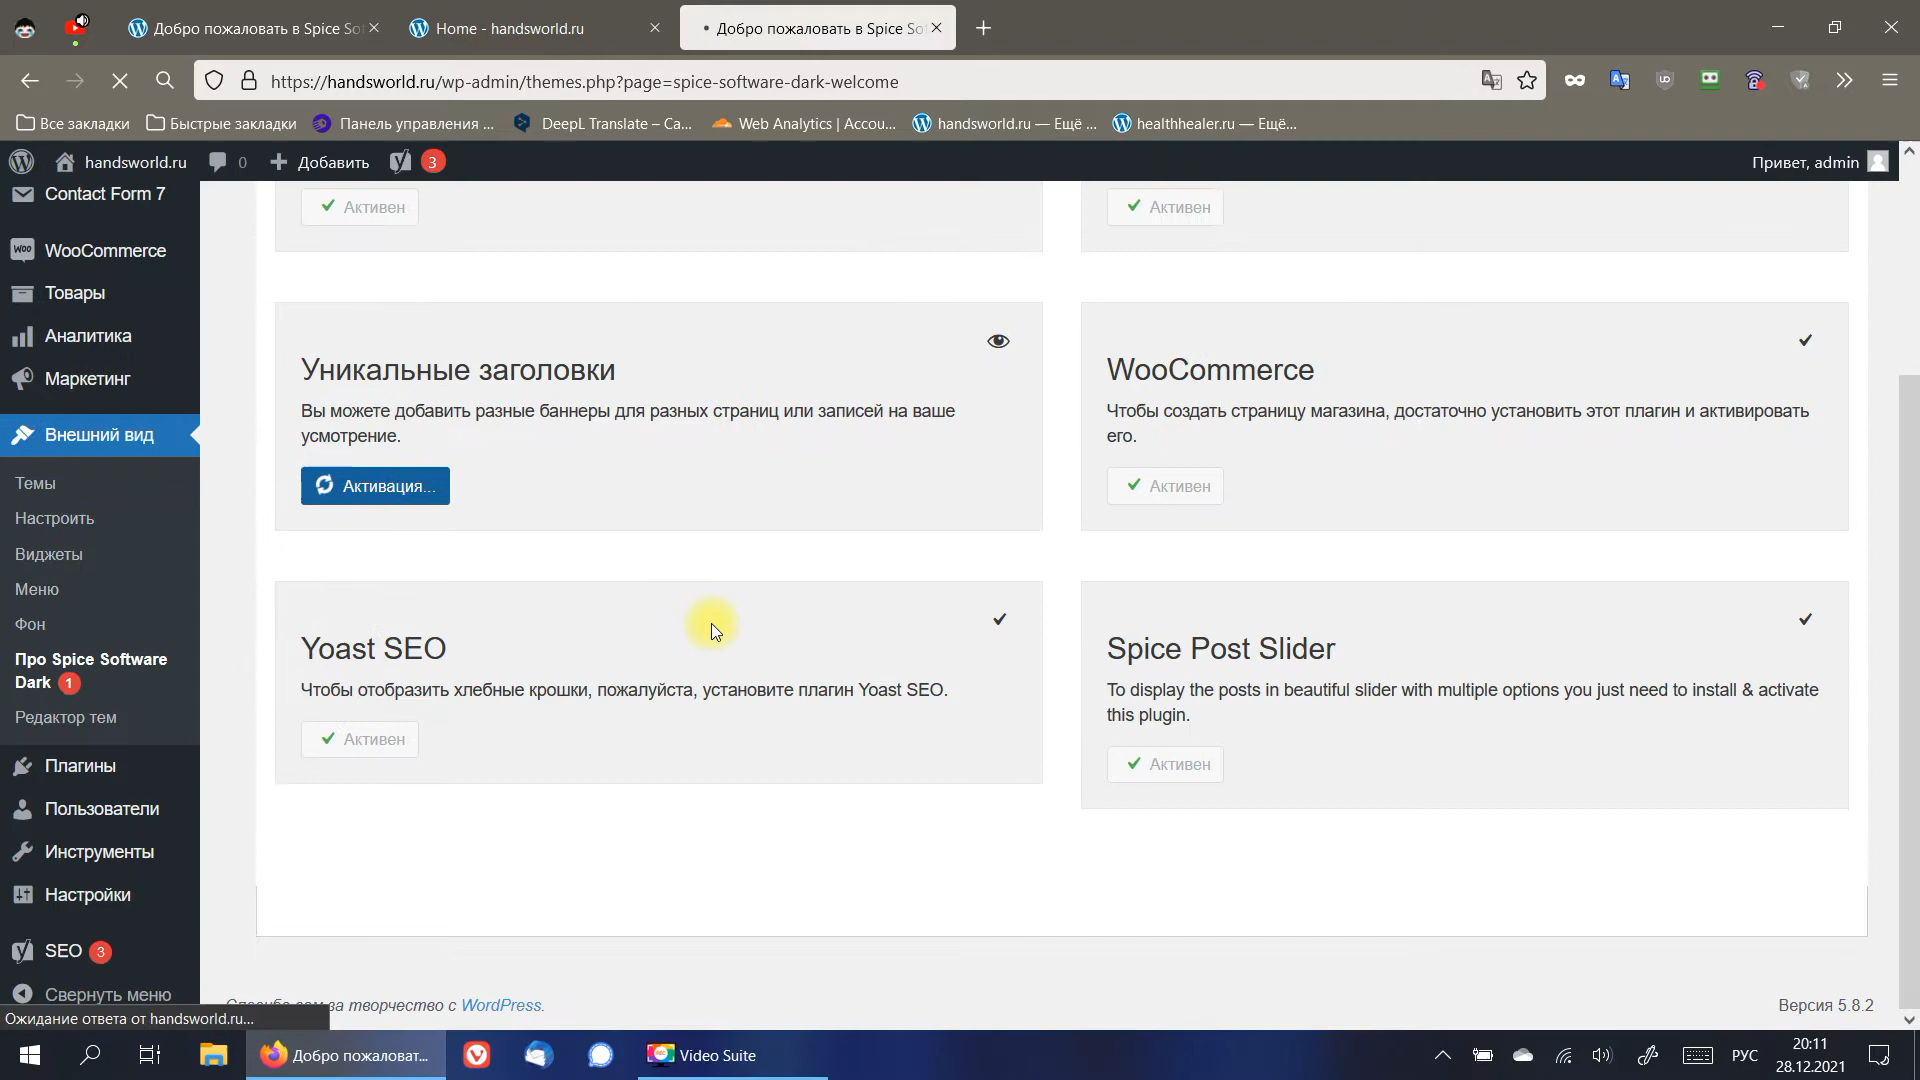 Добро пожаловать в Spice So
Home - handsworld.ru
Добро пожаловать в Spice Sof
https://handsworld.ru/wp-admin/themes.php?page=spice-software-dark-welcome
Все закладки
Быстрые закладки
Панель управления ...
DeepL Translate – Ca...
Web Analytics | Accou...
handsworld.ru — Ещё ...
healthhealer.ru — Ещё...
handsworld.ru
0
Добавить
3
Привет, admin
Contact Form 7
WooCommerce
Товары
Аналитика
Маркетинг
Внешний вид
Темы
Настроить
Виджеты
Меню
Фон
Про Spice Software
Dark 1
Редактор тем
Плагины
Пользователи
Инструменты
Настройки
SEO 3
Свернуть меню
Активен
Активен
Уникальные заголовки
Вы можете добавить разные баннеры для разных страниц или записей на ваше
усмотрение.
Активация...
WooCommerce
Чтобы создать страницу магазина, достаточно установить этот плагин и активировать
его.
Активен
Yoast SEO
Чтобы отобразить хлебные крошки, пожалуйста, установите плагин Yoast SEO.
Активен
Spice Post Slider
To display the posts in beautiful slider with multiple options you just need to install & activate
this plugin.
Активен
за творчество с WordPress.
Версия 5.8.2
Ожидание ответа от handsworld.ru...
Добро пожаловат...
Video Suite
РУС
20:11
28.12.2021